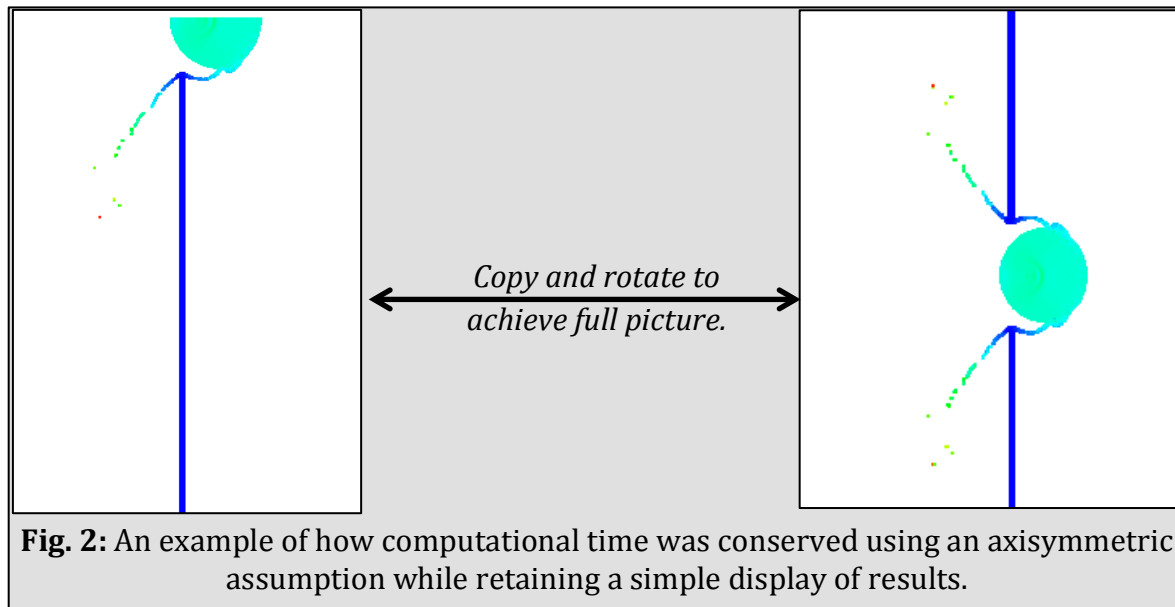 Copy and rotate to
achieve full picture.
Fig. 2: An example of how computational time was conserved using an axisymmetric
assumption while retaining a simple display of results.